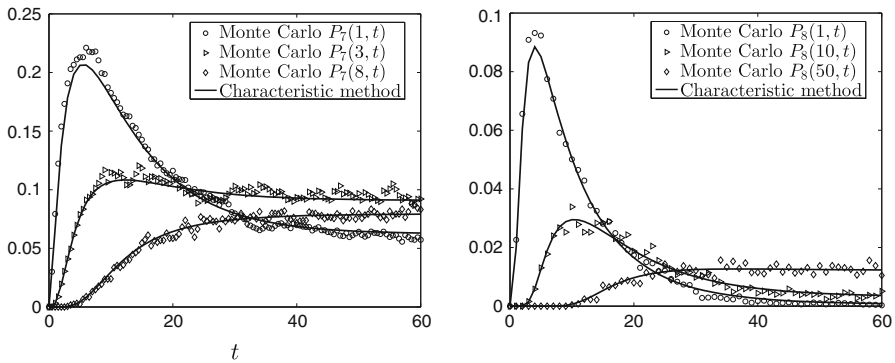 0.25
0.2
0.15
0.1
0.05
0
0
20
40
60
t
Monte Carlo P₇(1, t)
Monte Carlo P₇(3, t)
Monte Carlo P₇(8, t)
Characteristic method
0.1
0.08
0.06
0.04
0.02
0
0
20
40
60
Monte Carlo P₈(1, t)
Monte Carlo P₈(10, t)
Monte Carlo P₈(50, t)
Characteristic method